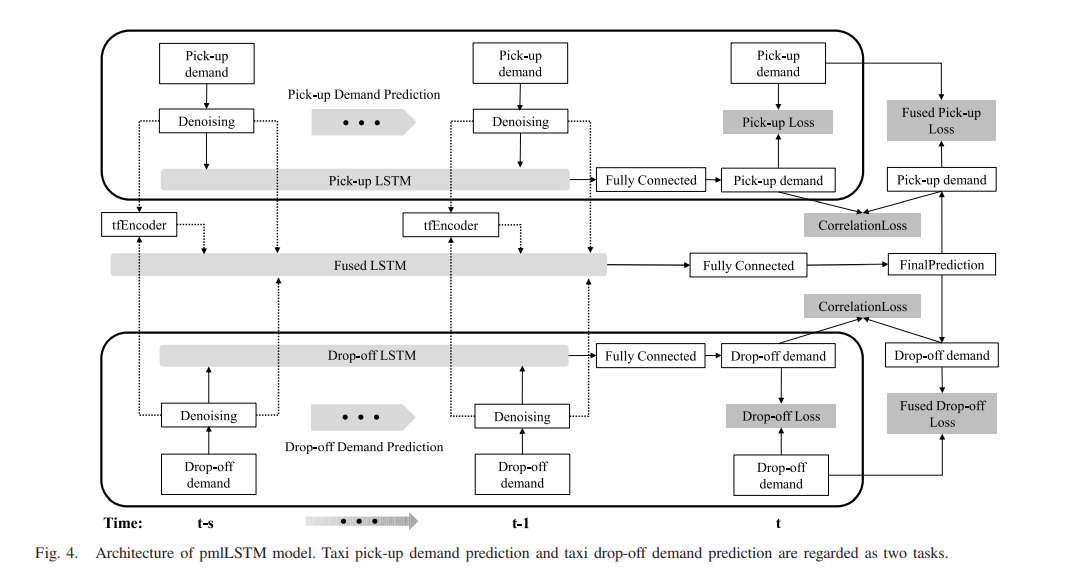 Pick-up
demand
Pick-up
demand
Pick-up
demand
Pick-up Demand Prediction
Denoising
Denoising
Pick-up Loss
Fused Pick-up
Loss
Pick-up LSTM
Fully Connected
Pick-up demand
Pick-up demand
tfEncoder
tfEncoder
CorrelationLoss
Fused LSTM
Fully Connected
FinalPrediction
CorrelationLoss
Drop-off LSTM
Fully Connected
Drop-off demand
Drop-off demand
Denoising
Denoising
Drop-off Loss
Fused Drop-off
Loss
Drop-off Demand Prediction
Drop-off
demand
Drop-off
demand
Drop-off
demand
Time: t-s t-1 t
Fig. 4. Architecture of pmlLSTM model. Taxi pick-up demand prediction and taxi drop-off demand prediction are regarded as two tasks.